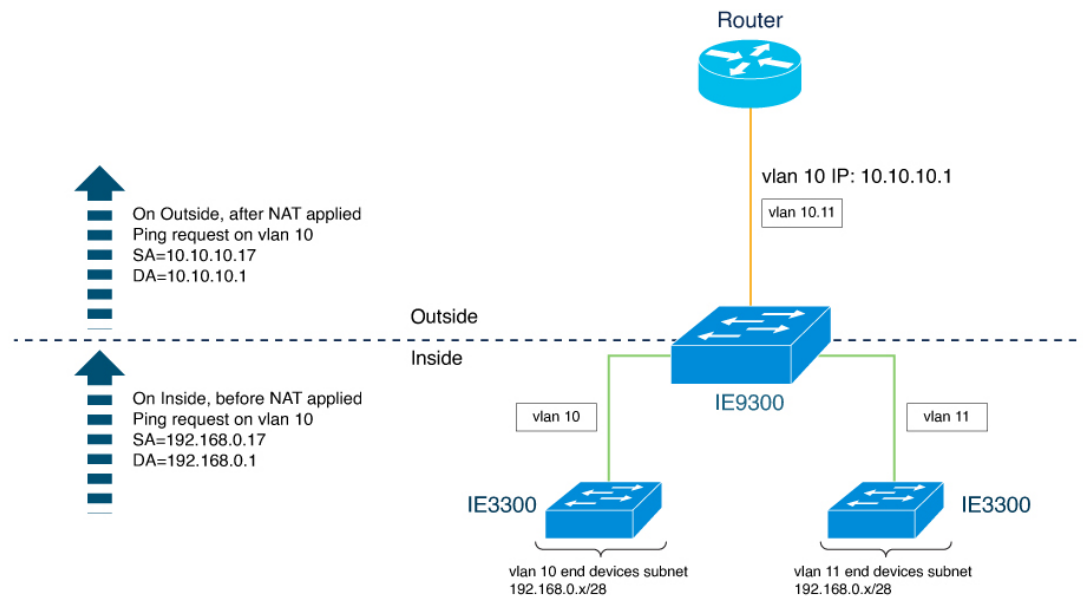 Router
vlan 10 IP: 10.10.10.1
vlan 10.11
On Outside, after NAT applied
Ping request on vlan 10
SA=10.10.10.17
DA=10.10.10.1
Outside
Inside
On Inside, before NAT applied
Ping request on vlan 10
SA=192.168.0.17
DA=192.168.0.1
IE9300
vlan 10
vlan 11
IE3300
IE3300
vlan 10 end devices subnet
192.168.0.x/28
vlan 11 end devices subnet
192.168.0.x/28